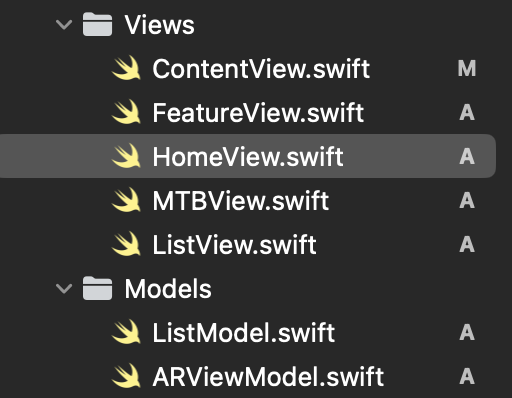 Views
ContentView.swift M
FeatureView.swift A
HomeView.swift A
MTBView.swift A
ListView.swift A
Models
ListModel.swift A
ARViewModel.swift A